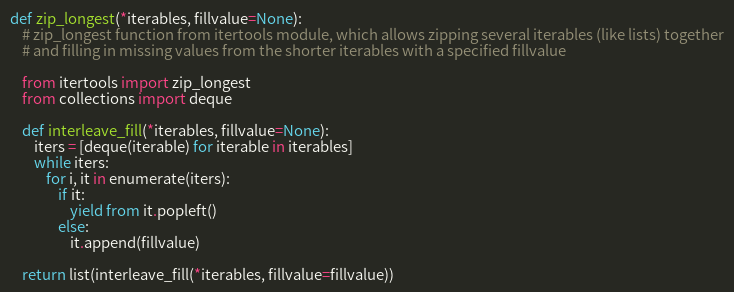 def zip_longest(*iterables, fillvalue=None):
# zip_longest function from itertools module, which allows zipping several iterables (like lists) together
# and filling in missing values from the shorter iterables with a specified fillvalue
from itertools import zip_longest
from collections import deque
def interleave_fill(*iterables, fillvalue=None):
iters = [deque(iterable) for iterable in iterables]
while iters:
for i, it in enumerate(iters):
if it:
yield from it.popleft()
else:
it.append(fillvalue)
return list(interleave_fill(*iterables, fillvalue=fillvalue))